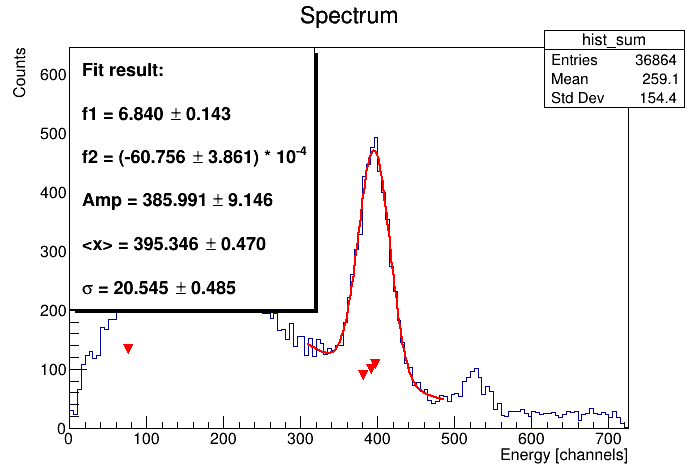 Spectrum
hist_sum
Entries 36864
Mean 259.1
Std Dev 154.4
Counts
Fit result:
f1 = 6.840 ± 0.143
f2 = (-60.756 ± 3.861) * 10⁻⁴
Amp = 385.991 ± 9.146
<x> = 395.346 ± 0.470
σ = 20.545 ± 0.485
600
500
400
300
200
100
0
0 100 200 300 400 500 600 700
Energy [channels]